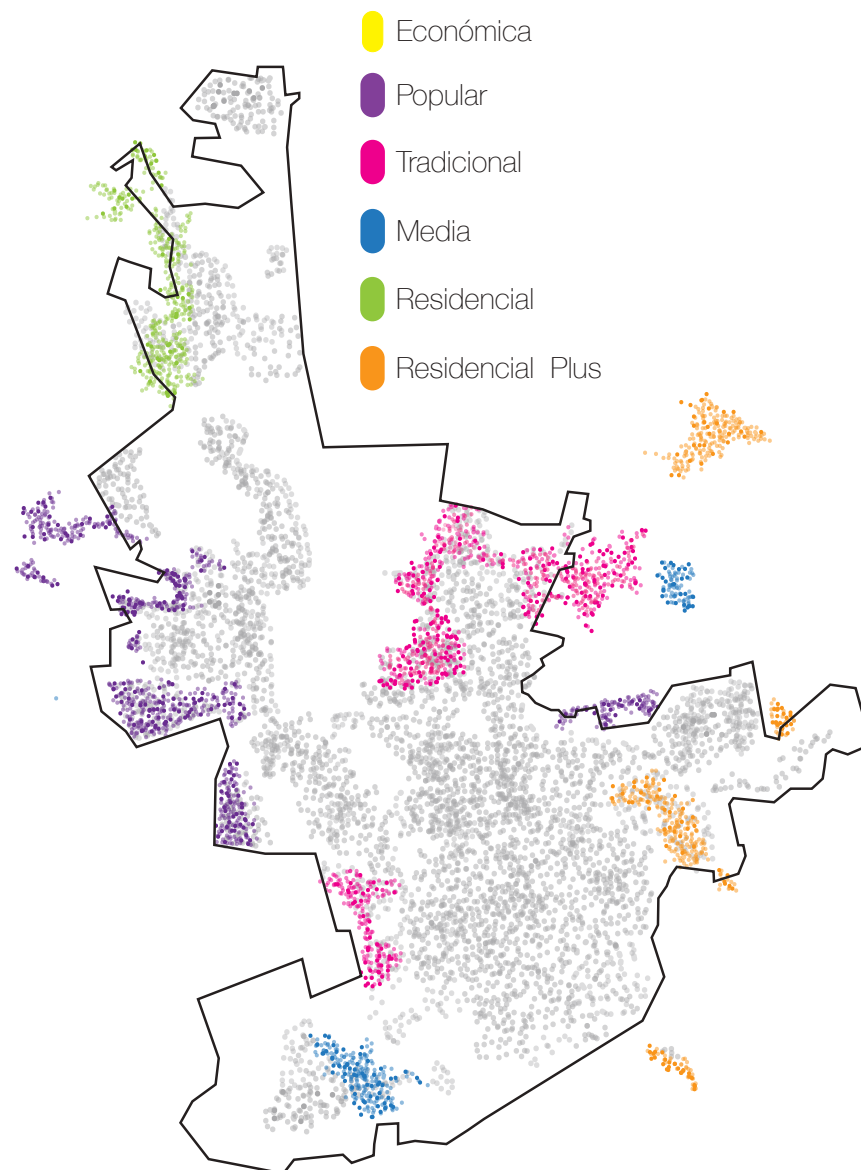 Económica
Popular
Tradicional
Media
Residencial
Residencial Plus